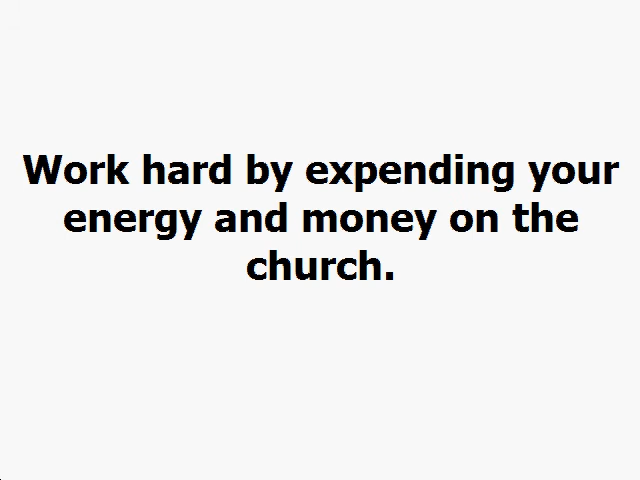 Work hard by expending your
energy and money on the
church.